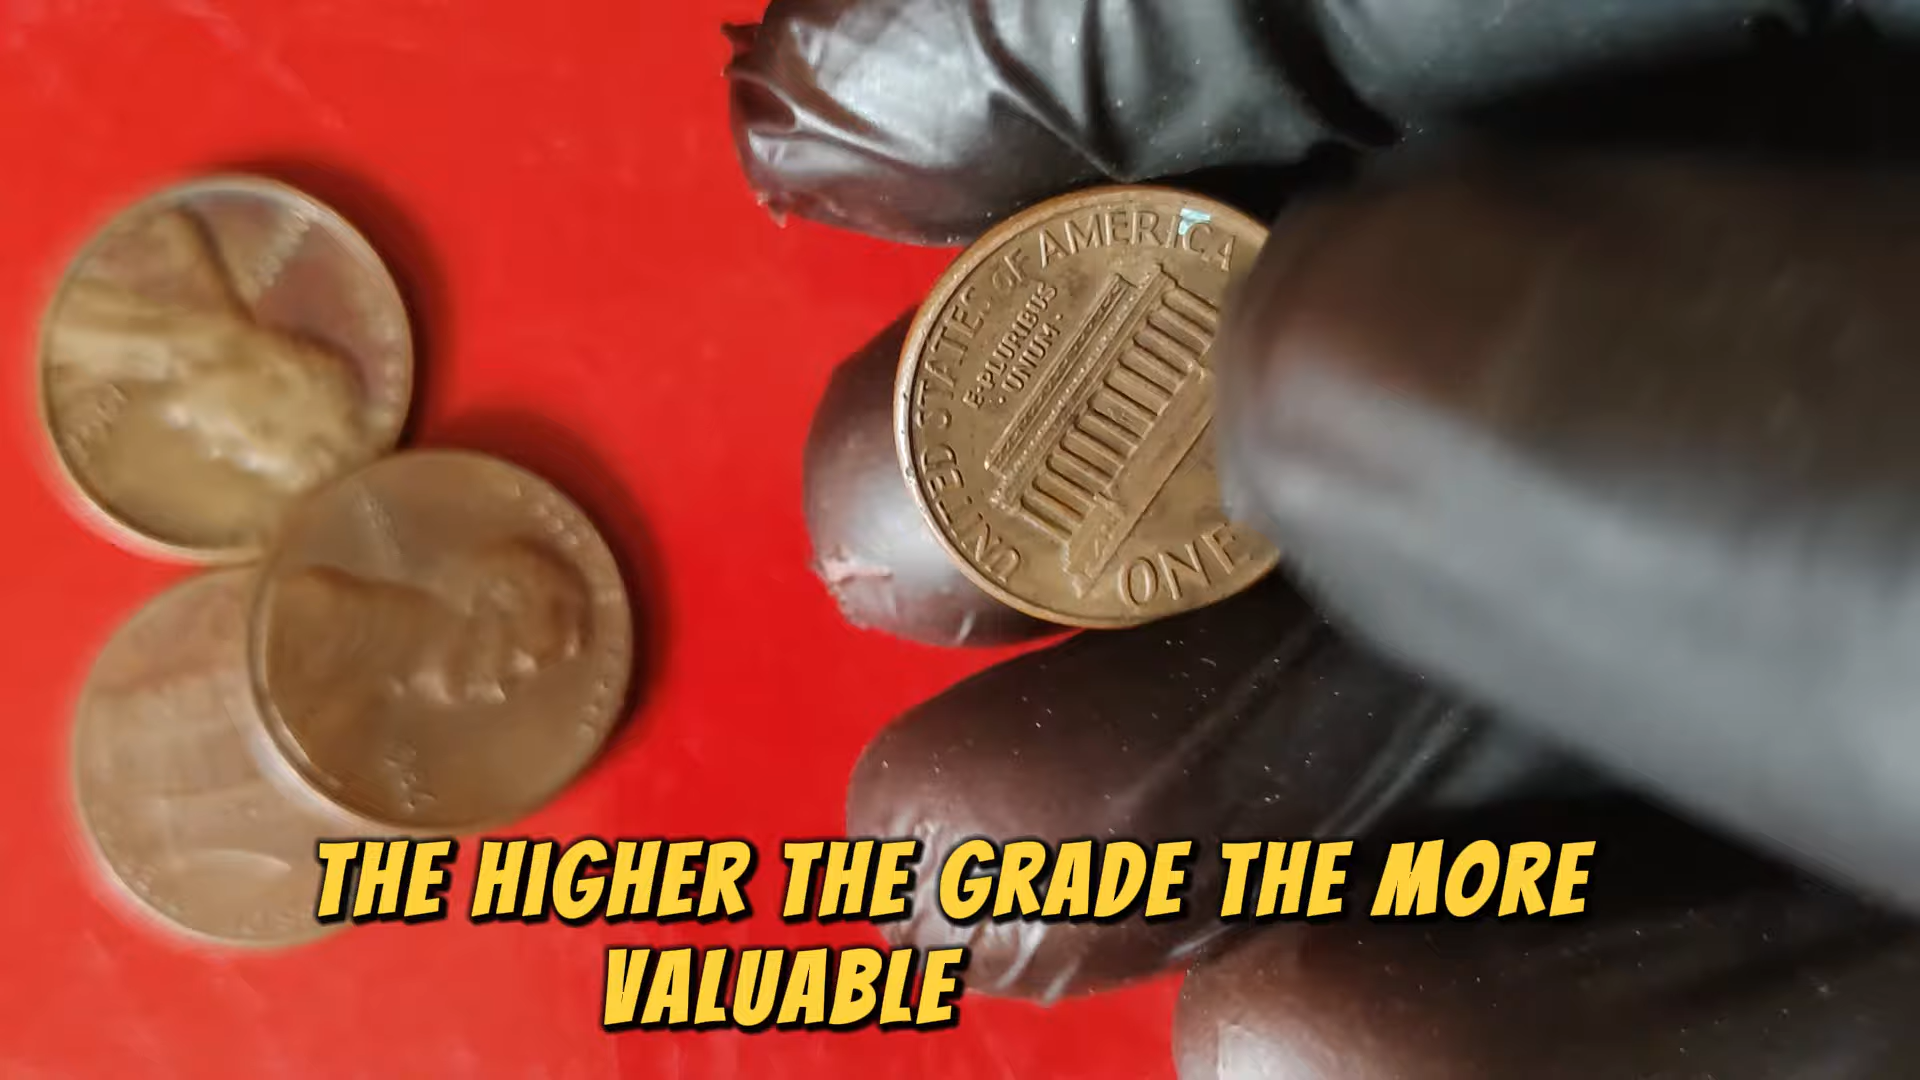 UNITED STATES OF AMERICA
E·PLURIBUS
·UNUM·
ONE
THE HIGHER THE GRADE THE MORE
VALUABLE